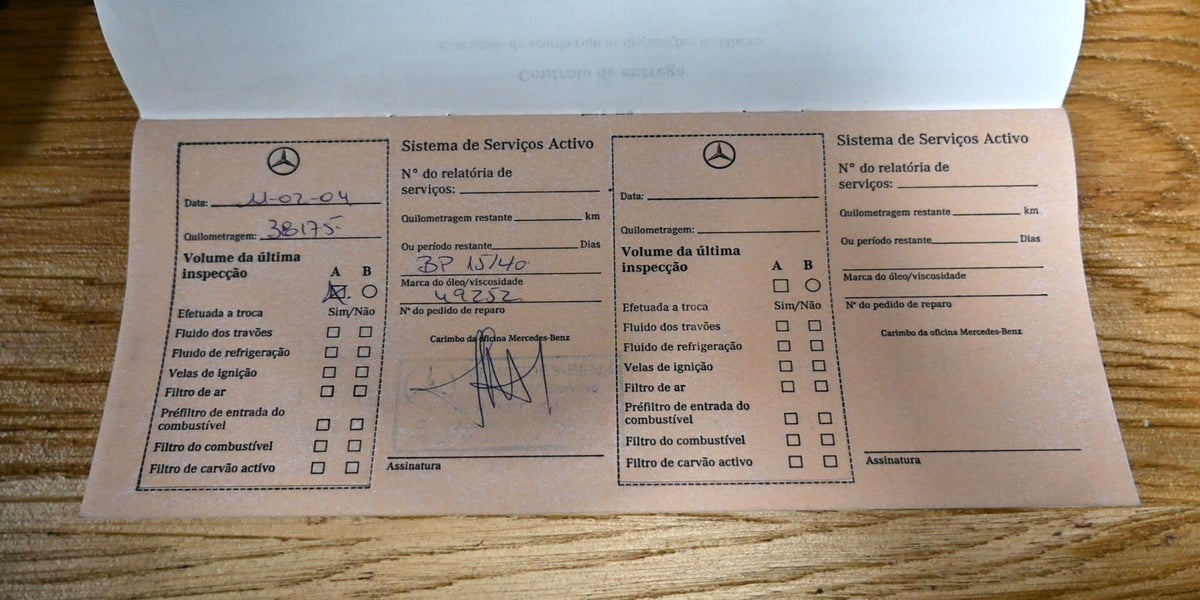 Controlo de entrega
Sistema de Serviços Activo
Data: 11-02-04
Nº do relatória de
serviços:
Quilometragem: 38175
Quilometragem restante km
Ou período restante Dias
Volume da última
inspecção
A B
BP 15/40
Marca do óleo/viscosidade
49252
Nº do pedido de reparo
Efetuada a troca Sim/Não
Fluido dos travões
Fluido de refrigeração
Velas de ignição
Filtro de ar
Préfiltro de entrada do
combustível
Filtro do combustível
Filtro de carvão activo
Carimbo da oficina Mercedes-Benz
Assinatura
Sistema de Serviços Activo
Data:
Nº do relatória de
serviços:
Quilometragem:
Quilometragem restante km
Ou período restante Dias
Volume da última
inspecção
A B
Marca do óleo/viscosidade
Nº do pedido de reparo
Efetuada a troca Sim/Não
Fluido dos travões
Fluido de refrigeração
Velas de ignição
Filtro de ar
Préfiltro de entrada do
combustível
Filtro do combustível
Filtro de carvão activo
Carimbo da oficina Mercedes-Benz
Assinatura